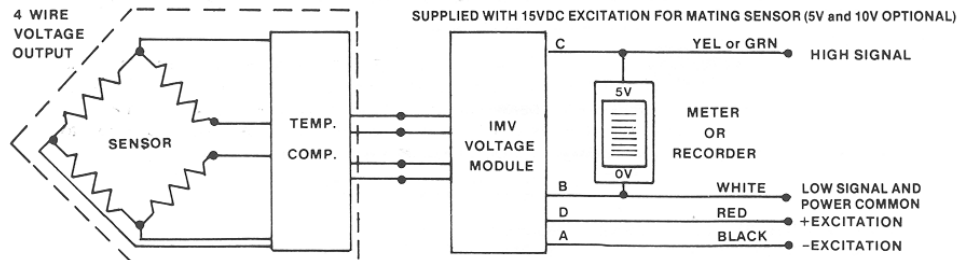 4 WIRE
VOLTAGE
OUTPUT
SUPPLIED WITH 15VDC EXCITATION FOR MATING SENSOR (5V and 10V OPTIONAL)
SENSOR
TEMP.
COMP.
IMV
VOLTAGE
MODULE
C
YEL or GRN
HIGH SIGNAL
5V
METER
OR
RECORDER
0V
B
WHITE
LOW SIGNAL AND
POWER COMMON
D
RED
+EXCITATION
A
BLACK
-EXCITATION